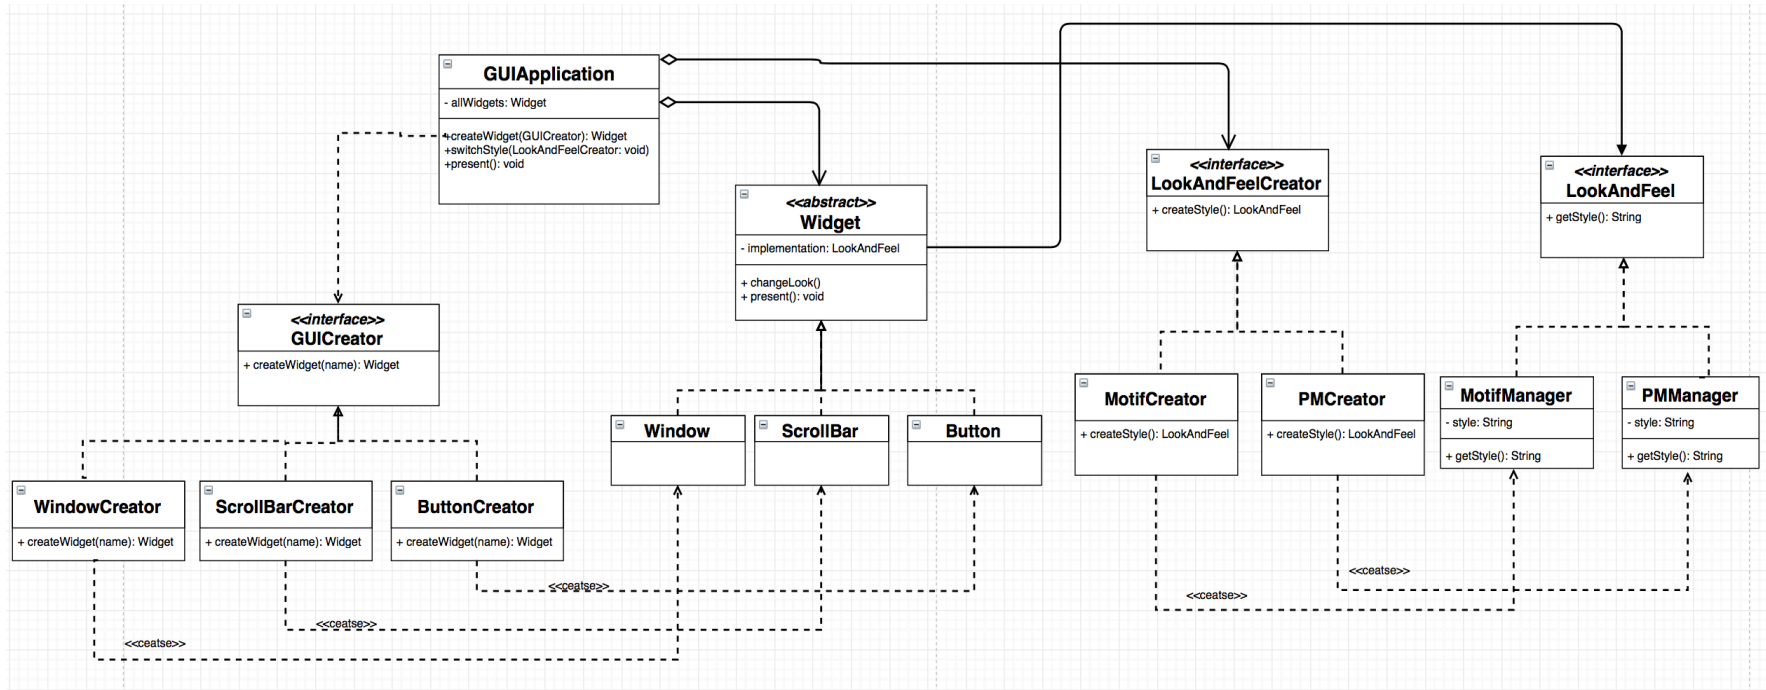 GUIApplication
- allWidgets: Widget
+createWidget(GUICreator): Widget
+switchStyle(LookAndFeelCreator: void)
+present(): void
<<interface>>
LookAndFeelCreator
+ createStyle(): LookAndFeel
<<interface>>
LookAndFeel
+ getStyle(): String
<<abstract>>
Widget
- implementation: LookAndFeel
+ changeLook()
+ present(): void
<<interface>>
GUICreator
+ createWidget(name): Widget
Window
ScrollBar
Button
MotifCreator
+ createStyle(): LookAndFeel
PMCreator
+ createStyle(): LookAndFeel
MotifManager
- style: String
+ getStyle(): String
PMManager
- style: String
+ getStyle(): String
WindowCreator
+ createWidget(name): Widget
ScrollBarCreator
+ createWidget(name): Widget
ButtonCreator
+ createWidget(name): Widget
<<ceatse>>
<<ceatse>>
<<ceatse>>
<<ceatse>>
<<ceatse>>